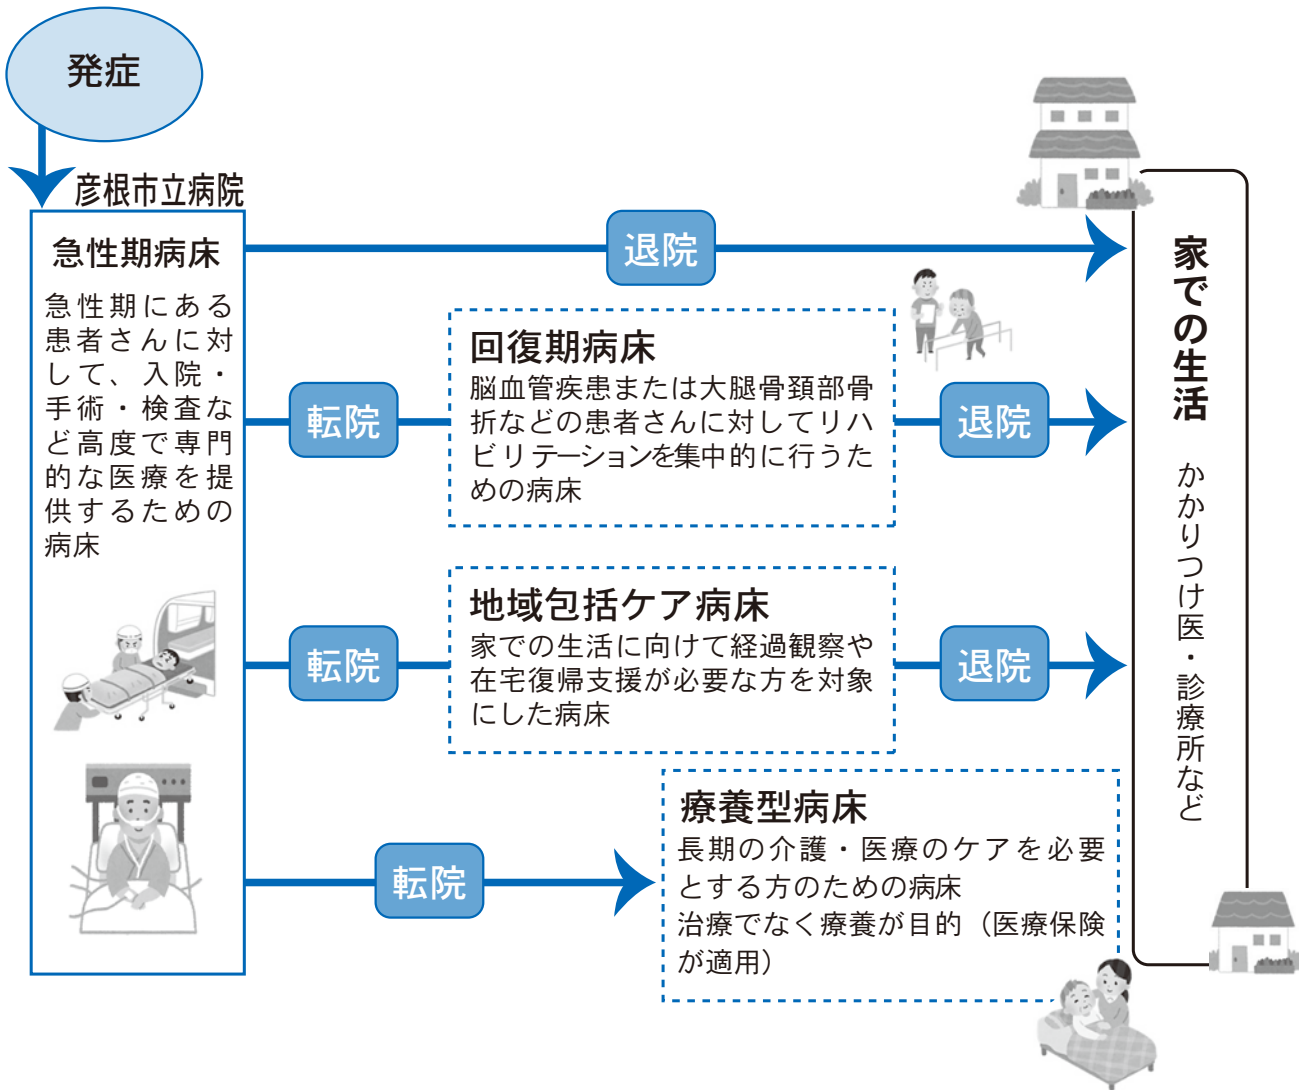 発症
彦根市立病院
急性期病床
急性期にある
患者さんに対
して、入院・
手術・検査な
ど高度で専門
的な医療を提
供するための
病床
退院
転院
回復期病床
脳血管疾患または大腿骨頚部骨
折などの患者さんに対してリハ
ビリテーションを集中的に行うた
めの病床
退院
転院
地域包括ケア病床
家での生活に向けて経過観察や
在宅復帰支援が必要な方を対象
にした病床
退院
転院
療養型病床
長期の介護・医療のケアを必要
とする方のための病床
治療でなく療養が目的（医療保険
が適用）
家での生活
かかりつけ医・診療所など